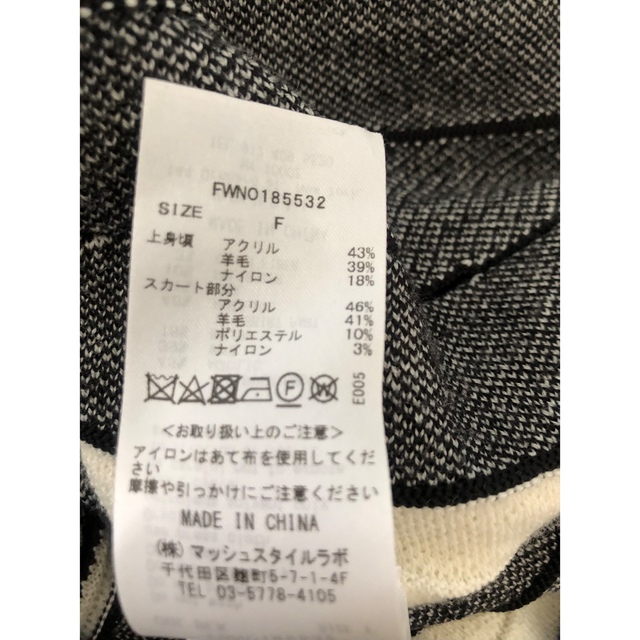 FWNO185532
SIZE F
上身頃 アクリル 43%
羊毛 39%
ナイロン 18%
スカート部分
アクリル 46%
羊毛 41%
ポリエステル 10%
ナイロン 3%
F W
E005
<お取り扱い上のご注意>
アイロンはあて布を使用してくだ
さい
摩擦や引っかけにご注意ください
MADE IN CHINA
(株) マッシュスタイルラボ
千代田区麹町5-7-1-4F
TEL 03-5778-4105